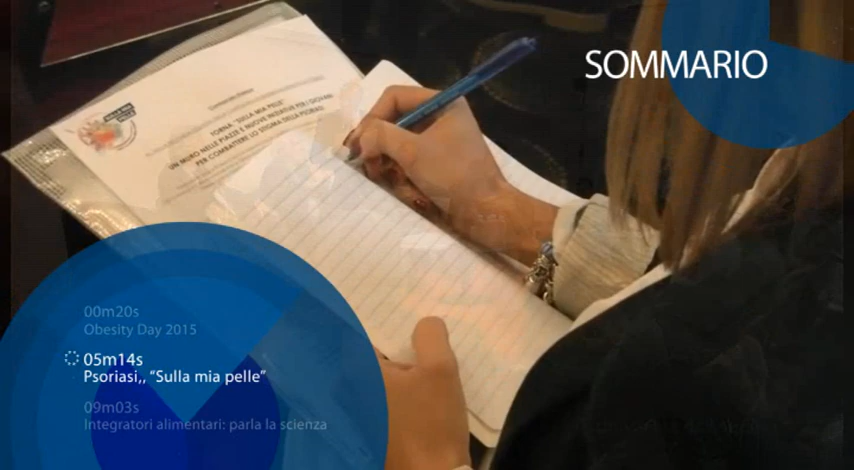 SOMMARIO
TORNA "SULLA MIA PELLE"
UN MURO NELLE PIAZZE E NUOVE INIZIATIVE PER I GIOVANI
PER COMBATTERE LO STIGMA DELLA PSORIASI
00m20s
Obesity Day 2015
05m14s
Psoriasi,, “Sulla mia pelle”
09m03s
Integratori alimentari: parla la scienza